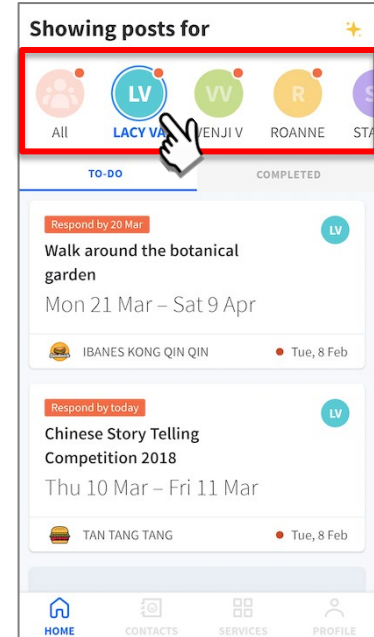 Showing posts for
LV
VV
R
S
All
LACY VA
VENJI V
ROANNE
STA
TO-DO
COMPLETED
Respond by 20 Mar
LV
Walk around the botanical
garden
Mon 21 Mar – Sat 9 Apr
IBANES KONG QIN QIN
Tue, 8 Feb
Respond by today
LV
Chinese Story Telling
Competition 2018
Thu 10 Mar – Fri 11 Mar
TAN TANG TANG
Tue, 8 Feb
HOME
CONTACTS
SERVICES
PROFILE